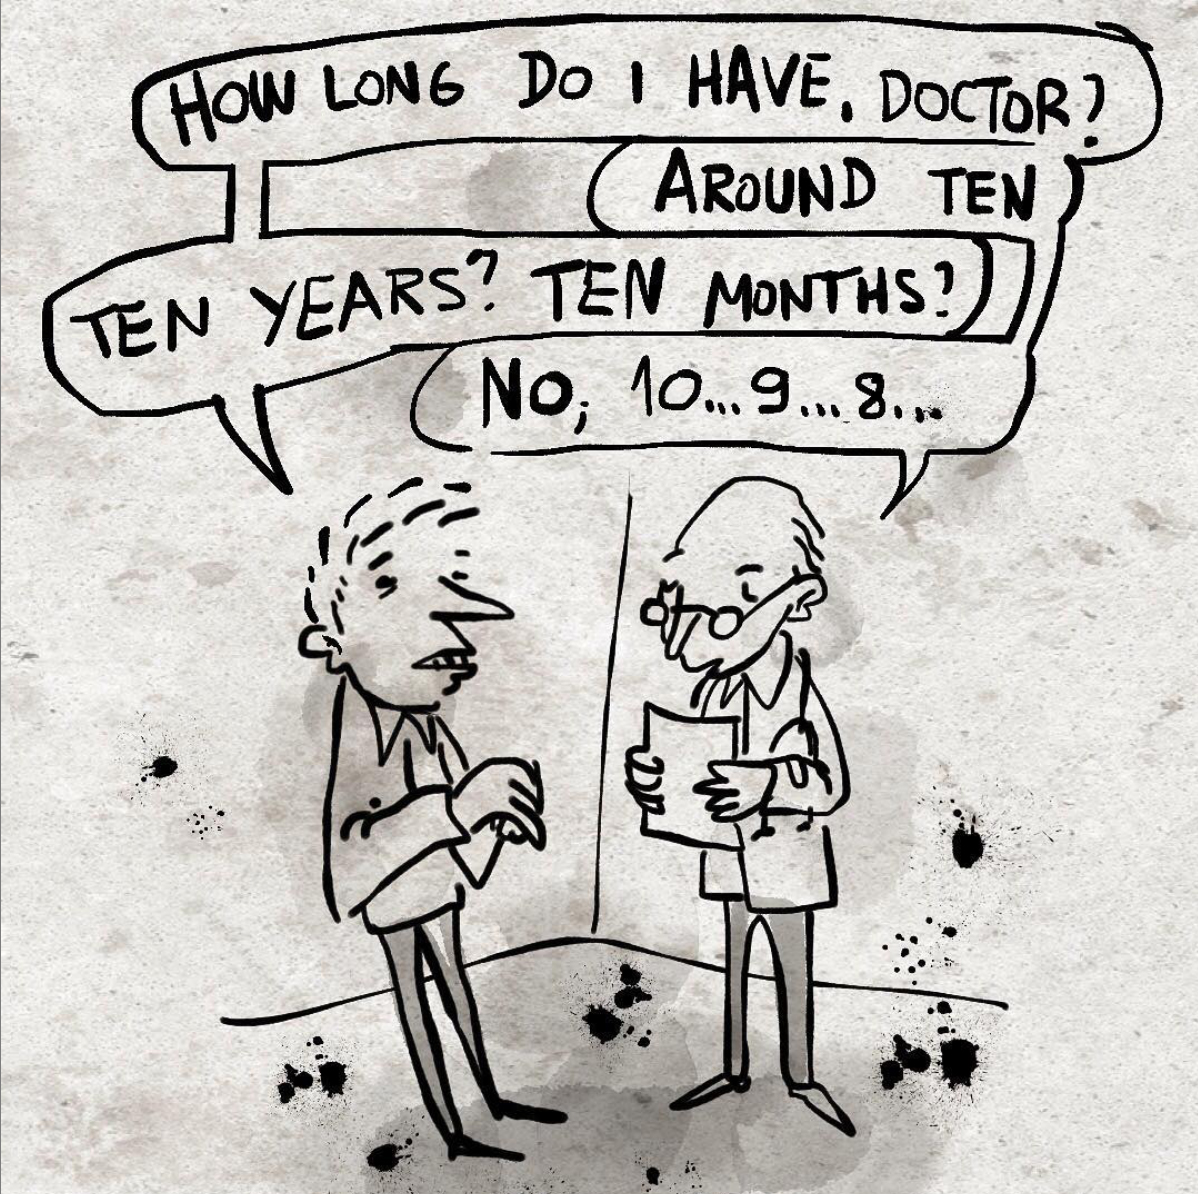 HOW LONG DO I HAVE, DOCTOR?
AROUND TEN
TEN YEARS? TEN MONTHS?
NO, 10...9...8...